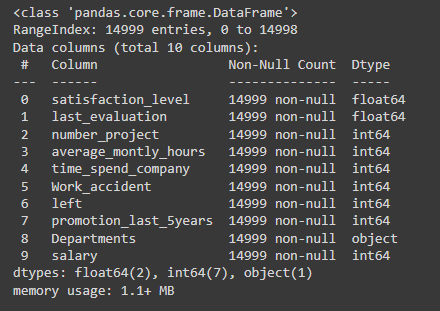 <class 'pandas.core.frame.DataFrame'>
RangeIndex: 14999 entries, 0 to 14998
Data columns (total 10 columns):
 #   Column                 Non-Null Count  Dtype
---  ------                 --------------  -----
 0   satisfaction_level     14999 non-null  float64
 1   last_evaluation        14999 non-null  float64
 2   number_project         14999 non-null  int64
 3   average_montly_hours   14999 non-null  int64
 4   time_spend_company     14999 non-null  int64
 5   Work_accident          14999 non-null  int64
 6   left                   14999 non-null  int64
 7   promotion_last_5years  14999 non-null  int64
 8   Departments            14999 non-null  object
 9   salary                 14999 non-null  int64
dtypes: float64(2), int64(7), object(1)
memory usage: 1.1+ MB